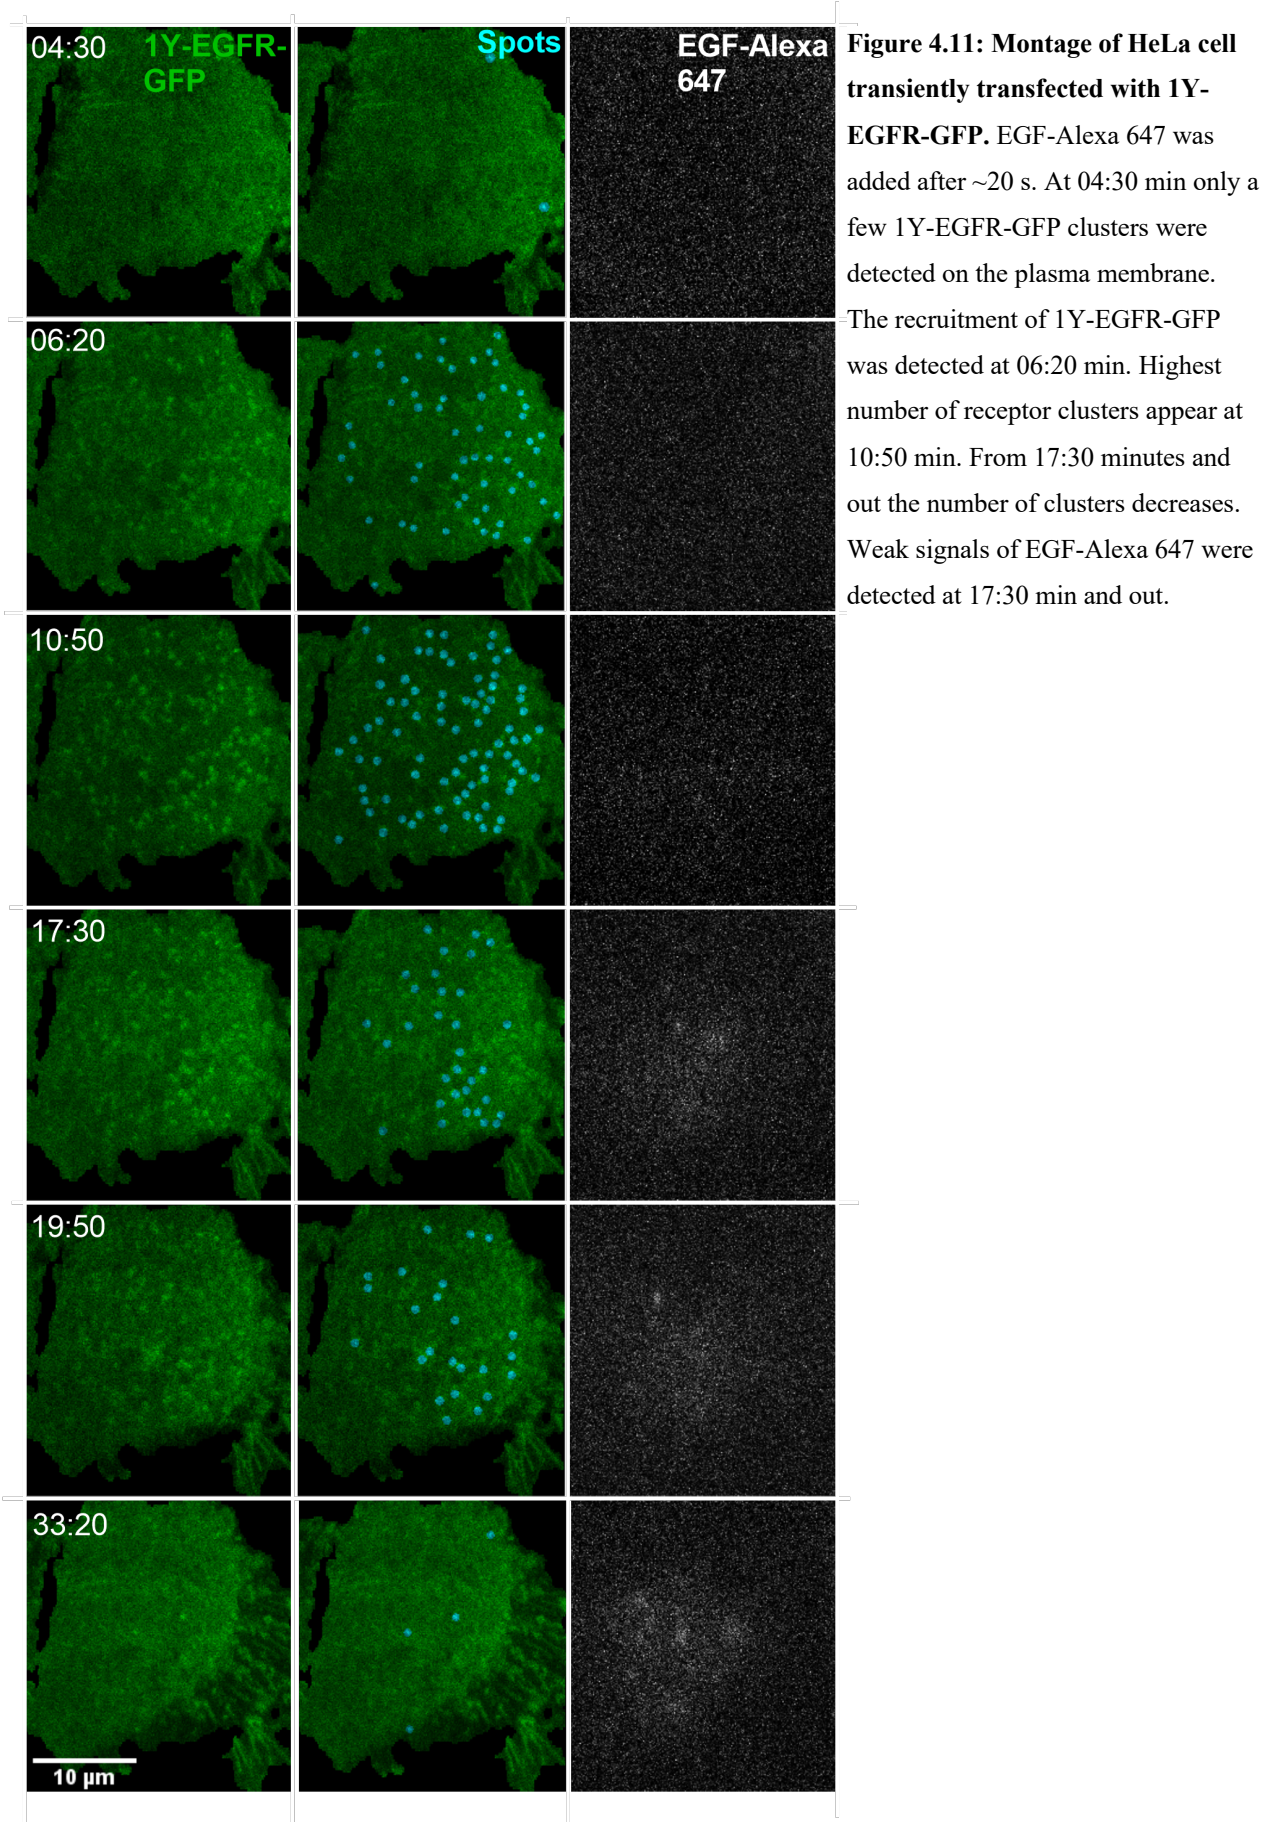 04:30
1Y-EGFR-
GFP
Spots
EGF-Alexa
647
Figure 4.11: Montage of HeLa cell
transiently transfected with 1Y-
EGFR-GFP. EGF-Alexa 647 was
added after ~20 s. At 04:30 min only a
few 1Y-EGFR-GFP clusters were
detected on the plasma membrane.
The recruitment of 1Y-EGFR-GFP
was detected at 06:20 min. Highest
number of receptor clusters appear at
10:50 min. From 17:30 minutes and
out the number of clusters decreases.
Weak signals of EGF-Alexa 647 were
detected at 17:30 min and out.
06:20
10:50
17:30
19:50
33:20
10 µm